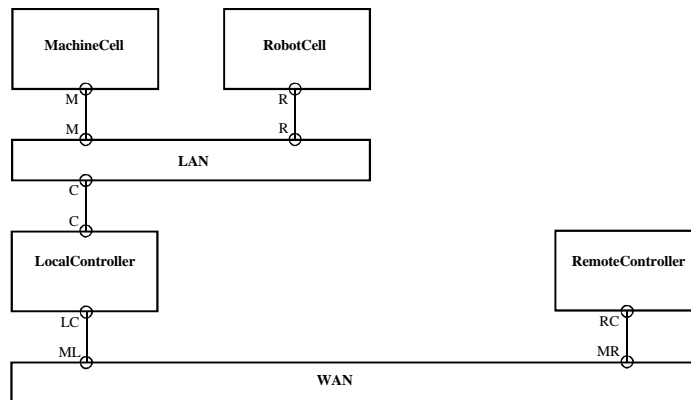 MachineCell
RobotCell
M
R
M
R
LAN
C
C
LocalController
RemoteController
LC
RC
ML
MR
WAN